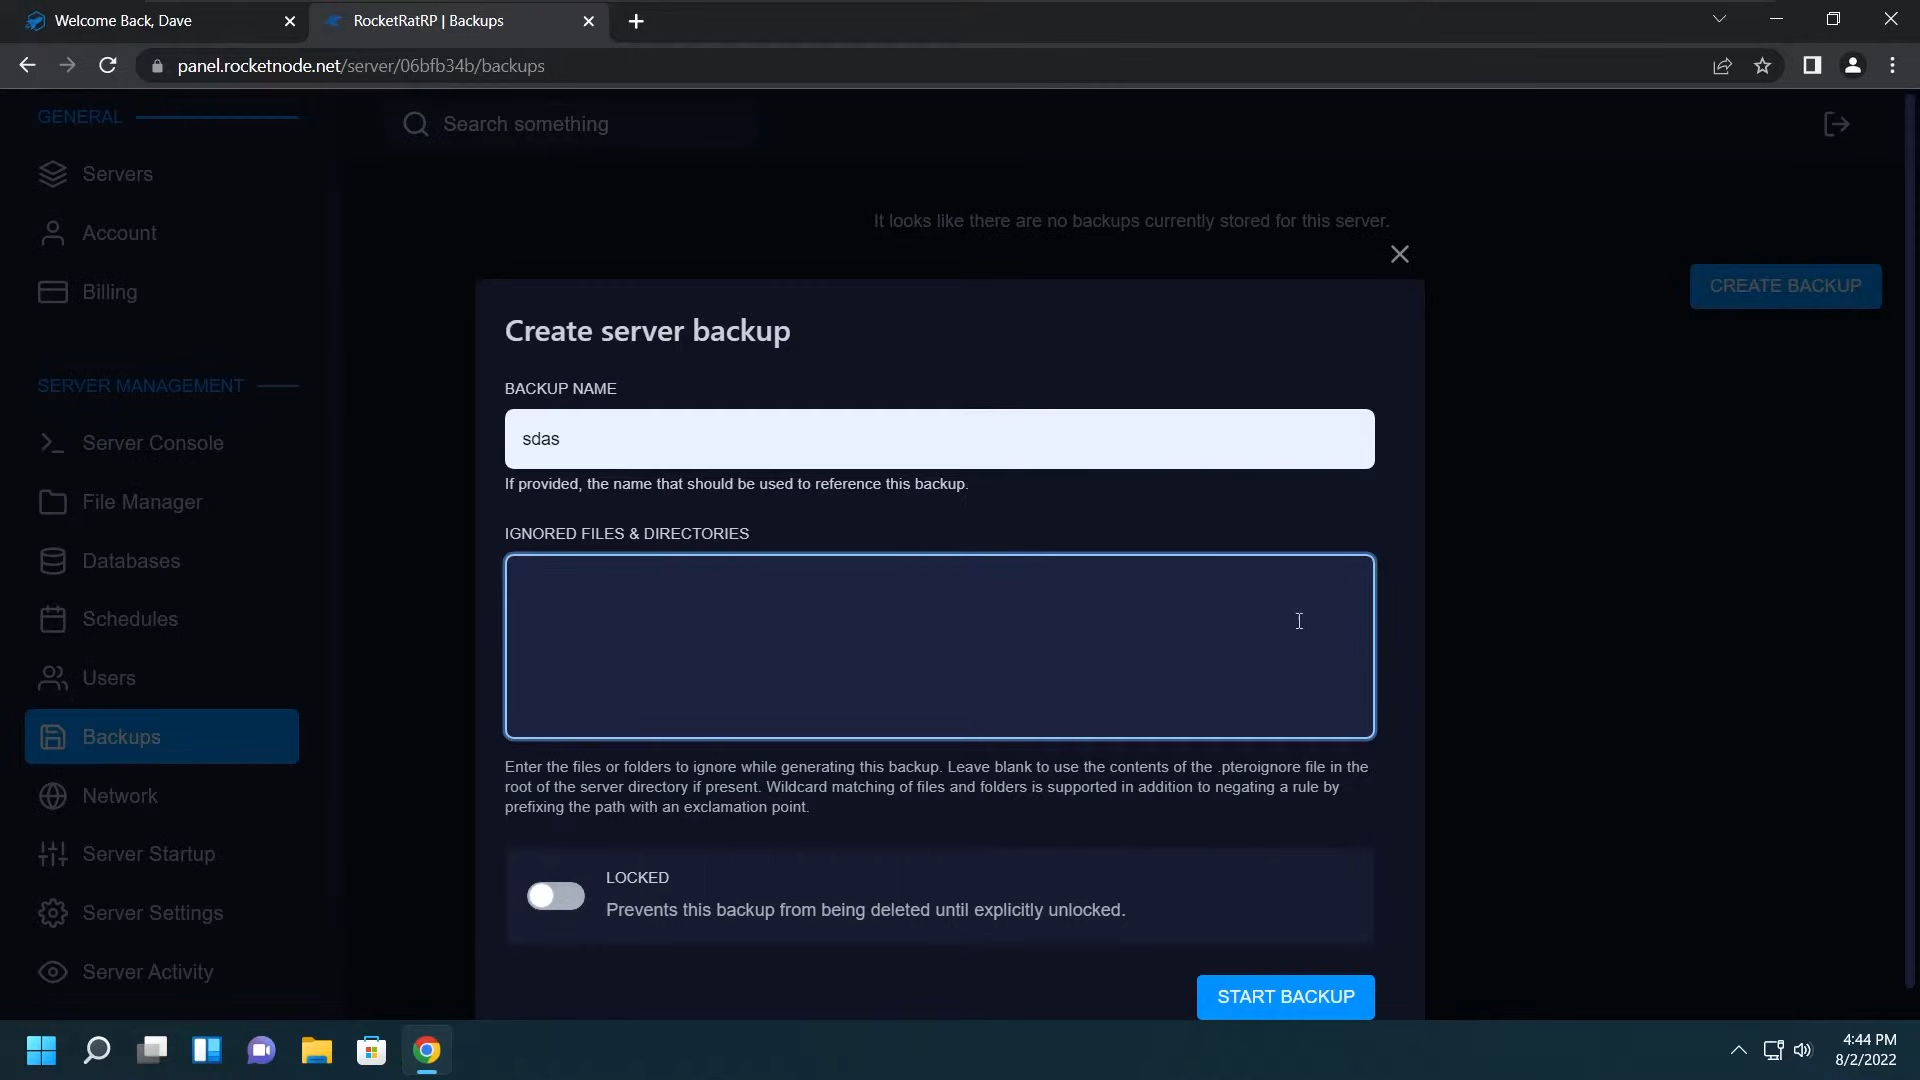 Welcome Back, Dave
RocketRatRP | Backups
panel.rocketnode.net/server/06bfb34b/backups
GENERAL
Search something
Servers
Account
Billing
It looks like there are no backups currently stored for this server.
CREATE BACKUP
SERVER MANAGEMENT
Server Console
File Manager
Databases
Schedules
Users
Backups
Network
Server Startup
Server Settings
Server Activity
Create server backup
BACKUP NAME
sdas
If provided, the name that should be used to reference this backup.
IGNORED FILES & DIRECTORIES
Enter the files or folders to ignore while generating this backup. Leave blank to use the contents of the .pteroignore file in the
root of the server directory if present. Wildcard matching of files and folders is supported in addition to negating a rule by
prefixing the path with an exclamation point.
LOCKED
Prevents this backup from being deleted until explicitly unlocked.
START BACKUP
4:44 PM
8/2/2022